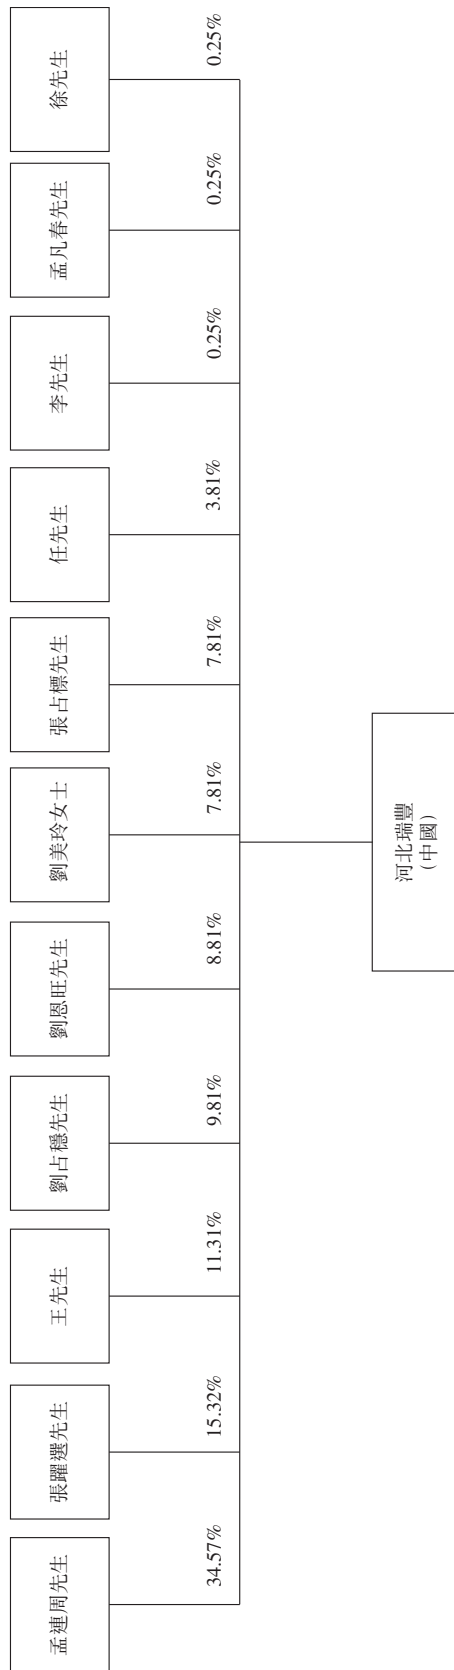 孟連周先生
張躍選先生
王先生
劉占穩先生
劉恩旺先生
劉美玲女士
張占標先生
任先生
李先生
孟凡春先生
徐先生
34.57%
15.32%
11.31%
9.81%
8.81%
7.81%
7.81%
3.81%
0.25%
0.25%
0.25%
河北瑞豐
（中國）